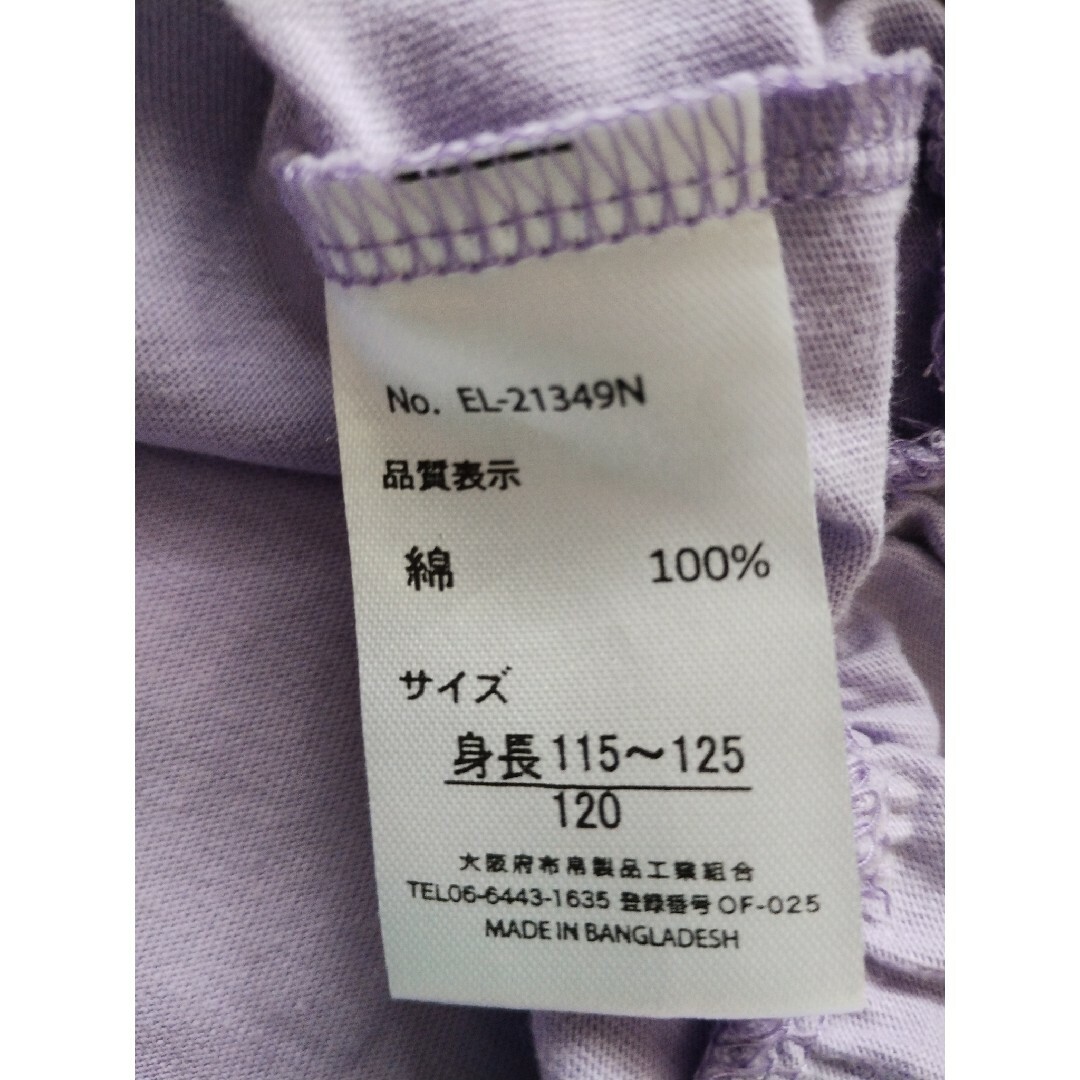 No. EL-21349N
品質表示
綿 100%
サイズ
身長115～125
120
大阪府布帛製品工業組合
TEL06-6443-1635 登録番号 OF-025
MADE IN BANGLADESH